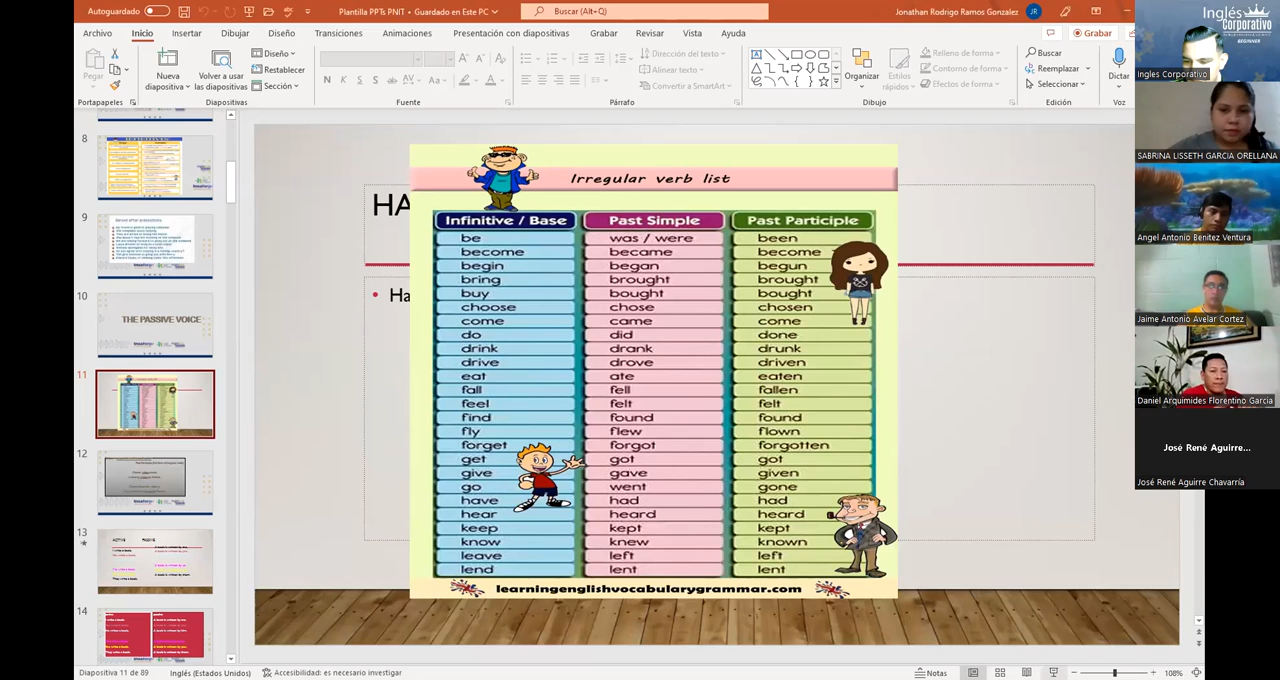 Autoguardado
Plantilla PPTs PNIT • Guardado en Este PC
Buscar (Alt+Q)
Jonathan Rodrigo Ramos Gonzalez
JR
Archivo Inicio Insertar Dibujar Diseño Transiciones Animaciones Presentación con diapositivas Grabar Revisar Vista Ayuda
Grabar
Pegar
Nueva diapositiva
Volver a usar las diapositivas
Diseño
Restablecer
Sección
Dirección del texto
Alinear texto
Convertir a SmartArt
Organizar
Estilos rápidos
Relleno de forma
Contorno de forma
Efectos de forma
Buscar
Reemplazar
Seleccionar
Dictar
Portapapeles
Diapositivas
Fuente
Párrafo
Dibujo
Edición
Voz
8
9
10
THE PASSIVE VOICE
11
12
13
14
HA
• Ha
Irregular verb list
Infinitive / Base Past Simple Past Participle
be was / were been
become became become
begin began begun
bring brought brought
buy bought bought
choose chose chosen
come came come
do did done
drink drank drunk
drive drove driven
eat ate eaten
fall fell fallen
feel felt felt
find found found
fly flew flown
forget forgot forgotten
get got got
give gave given
go went gone
have had had
hear heard heard
keep kept kept
know knew known
leave left left
lend lent lent
learningenglishvocabularygrammar.com
Inglés
Corporativo
BEGINNER
Ingles Corporativo
SABRINA LISSETH GARCIA ORELLANA
Angel Antonio Benitez Ventura
Jaime Antonio Avelar Cortez
Daniel Arquimides Florentino García
José René Aguirre...
José René Aguirre Chavarría
Diapositiva 11 de 89
Inglés (Estados Unidos)
Accesibilidad: es necesario investigar
Notas
108%